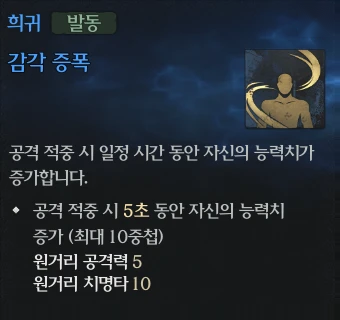 희귀 발동
감각 증폭
공격 적중 시 일정 시간 동안 자신의 능력치가
증가합니다.
◆ 공격 적중 시 5초 동안 자신의 능력치
증가 (최대 10중첩)
원거리 공격력 5
원거리 치명타 10